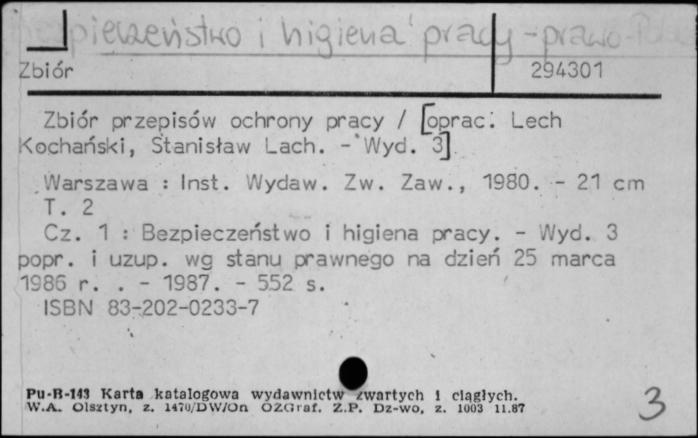 Bezpieczeństwo i higiena pracy - prawo - Polska
Zbiór 294301
Zbiór przepisów ochrony pracy / [oprac. Lech
Kochański, Stanisław Lach. - Wyd. 3]
Warszawa : Inst. Wydaw. Zw. Zaw., 1980. - 21 cm
T. 2
Cz. 1 : Bezpieczeństwo i higiena pracy. - Wyd. 3
popr. i uzup. wg stanu prawnego na dzień 25 marca
1986 r. . - 1987. - 552 s.
ISBN 83-202-0233-7
Pu-B-143 Karta katalogowa wydawnictw zwartych i ciągłych.
W.A. Olsztyn, z. 1470/DW/On OZGraf. Z.P. Dz-wo, z. 1003 11.87
3